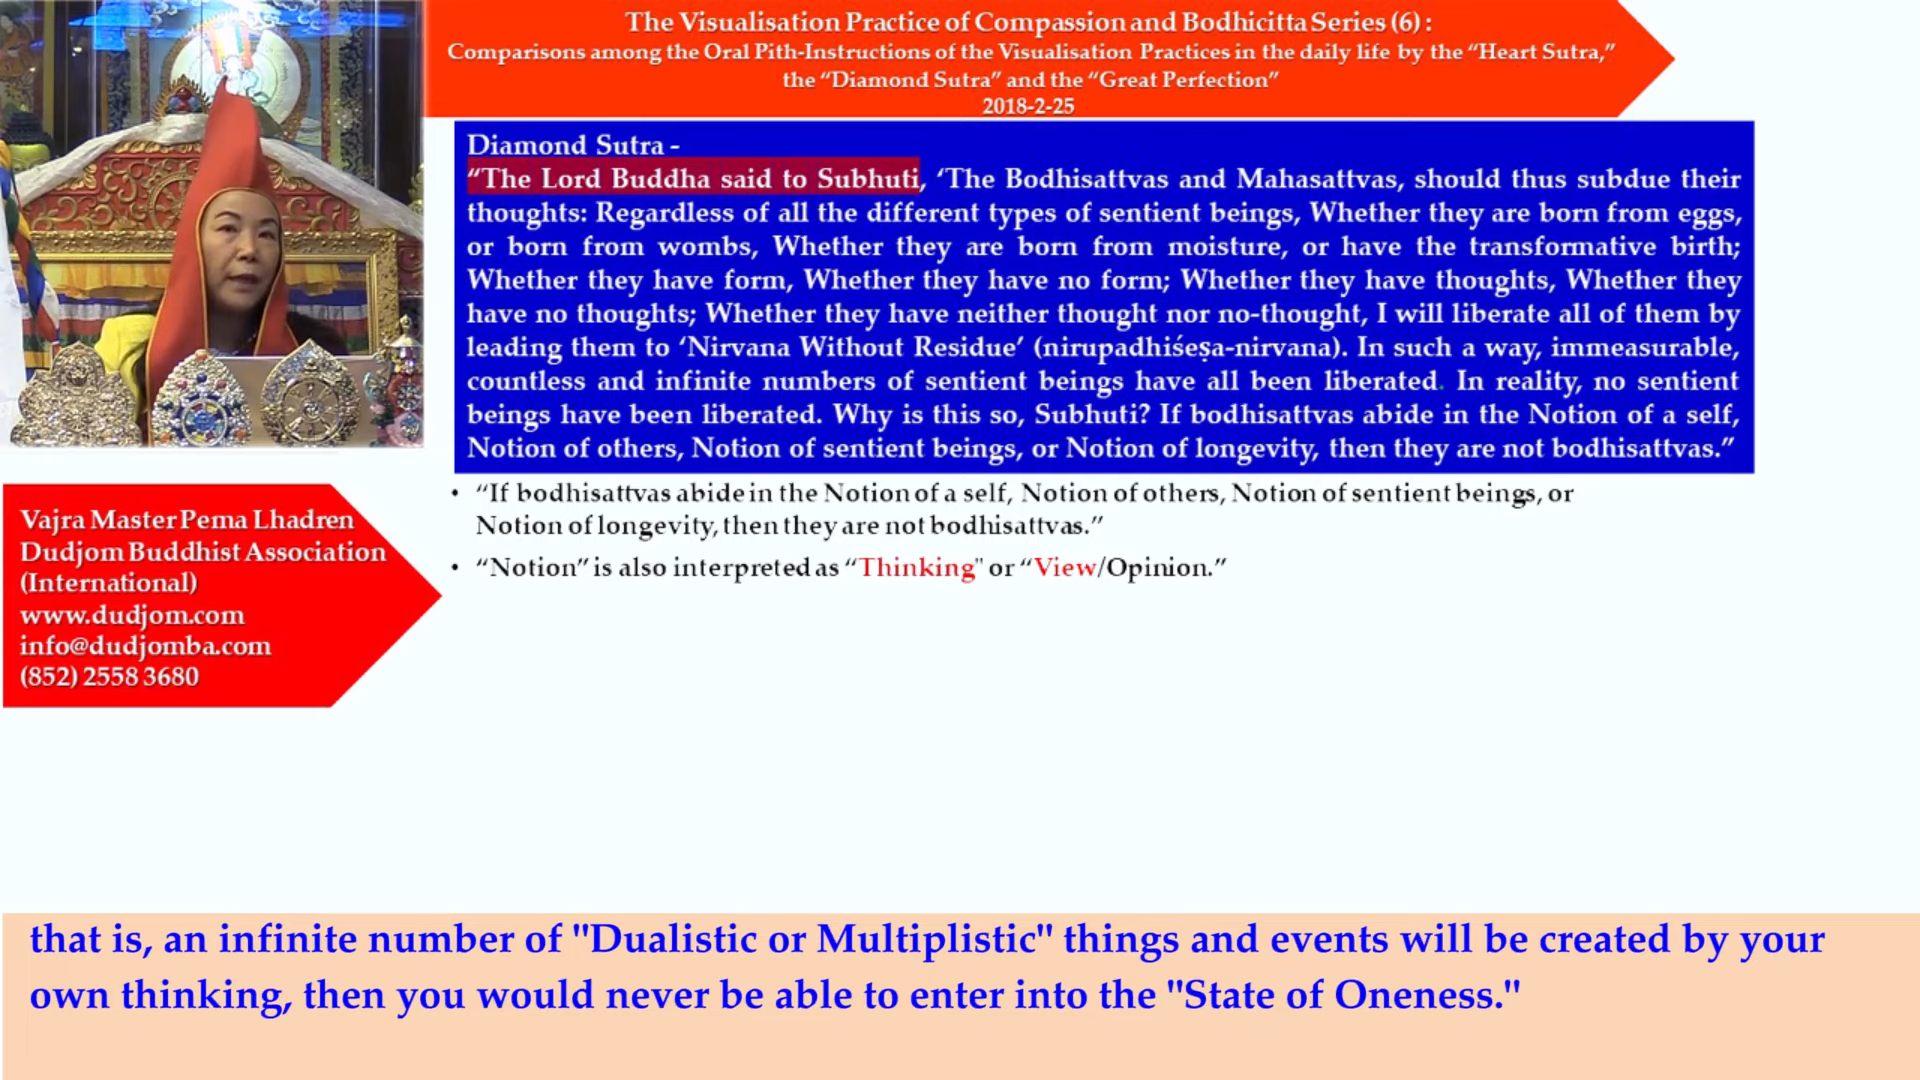 The Visualisation Practice of Compassion and Bodhicitta Series (6) :
Comparisons among the Oral Pith-Instructions of the Visualisation Practices in the daily life by the “Heart Sutra,”
the “Diamond Sutra” and the “Great Perfection”
2018-2-25
Diamond Sutra -
“The Lord Buddha said to Subhuti, ‘The Bodhisattvas and Mahasattvas, should thus subdue their
thoughts: Regardless of all the different types of sentient beings, Whether they are born from eggs,
or born from wombs, Whether they are born from moisture, or have the transformative birth;
Whether they have form, Whether they have no form; Whether they have thoughts, Whether they
have no thoughts; Whether they have neither thought nor no-thought, I will liberate all of them by
leading them to ‘Nirvana Without Residue’ (nirupadhiśeṣa-nirvana). In such a way, immeasurable,
countless and infinite numbers of sentient beings have all been liberated. In reality, no sentient
beings have been liberated. Why is this so, Subhuti? If bodhisattvas abide in the Notion of a self,
Notion of others, Notion of sentient beings, or Notion of longevity, then they are not bodhisattvas.”
• “If bodhisattvas abide in the Notion of a self, Notion of others, Notion of sentient beings, or
Notion of longevity, then they are not bodhisattvas.”
• “Notion” is also interpreted as “Thinking" or “View/Opinion.”
Vajra Master Pema Lhadren
Dudjom Buddhist Association
(International)
www.dudjom.com
info@dudjomba.com
(852) 2558 3680
that is, an infinite number of "Dualistic or Multiplistic" things and events will be created by your
own thinking, then you would never be able to enter into the "State of Oneness."